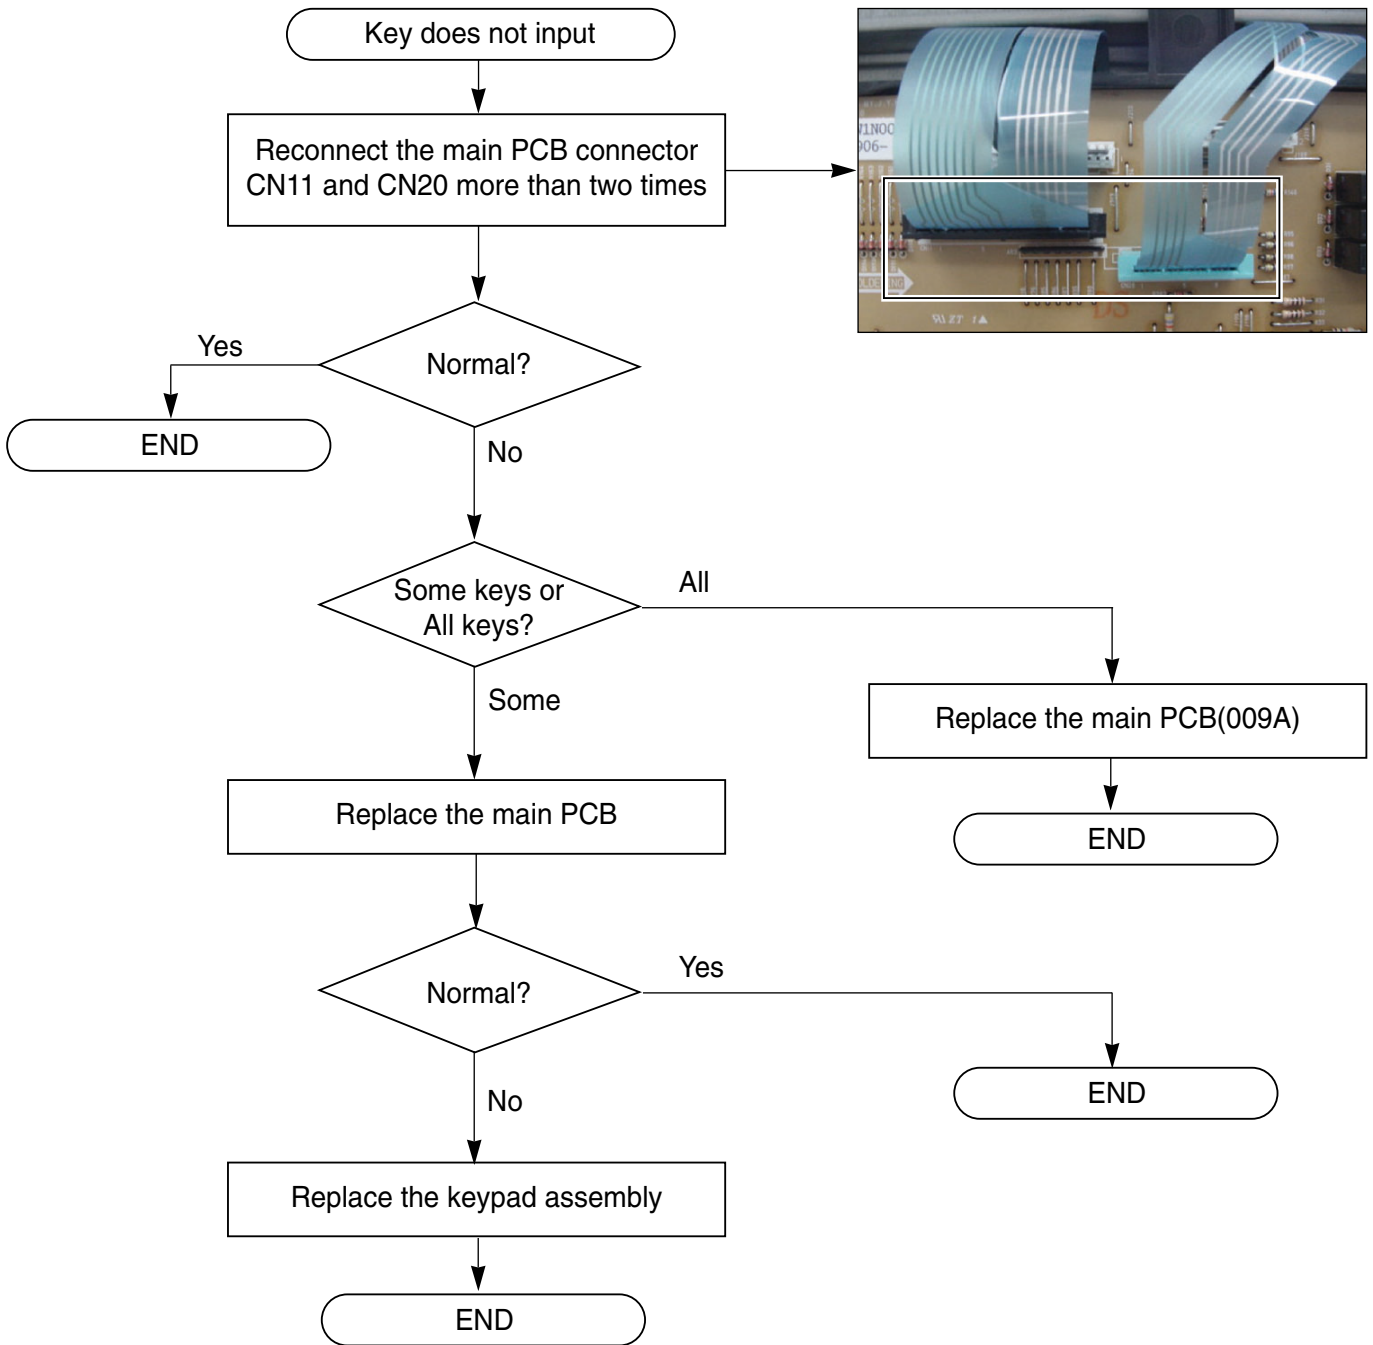 Key does not input
Reconnect the main PCB connector
CN11 and CN20 more than two times
Normal?
Yes
END
No
Some keys or
All keys?
All
Some
Replace the main PCB(009A)
END
Replace the main PCB
Normal?
Yes
END
No
Replace the keypad assembly
END